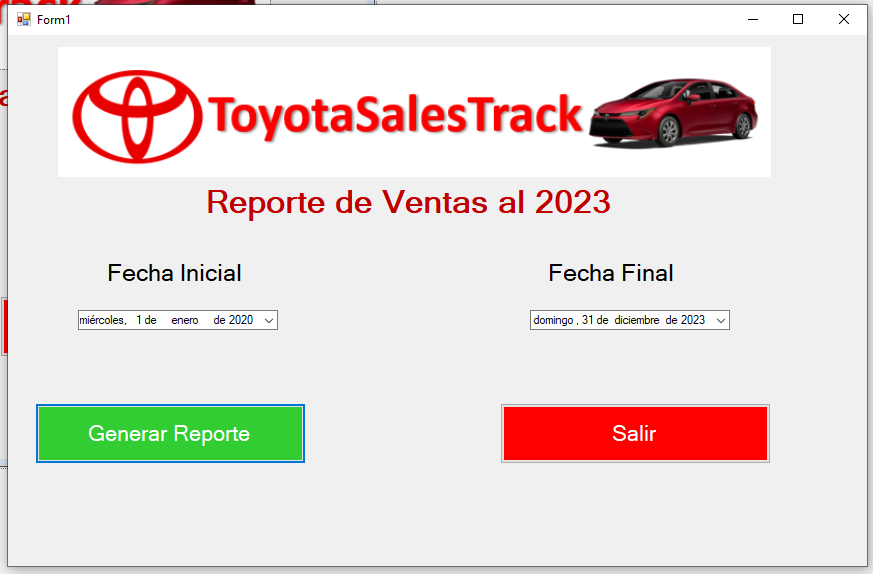 Form1
ToyotaSalesTrack
Reporte de Ventas al 2023
Fecha Inicial
Fecha Final
miércoles, 1 de enero de 2020
domingo , 31 de diciembre de 2023
Generar Reporte
Salir